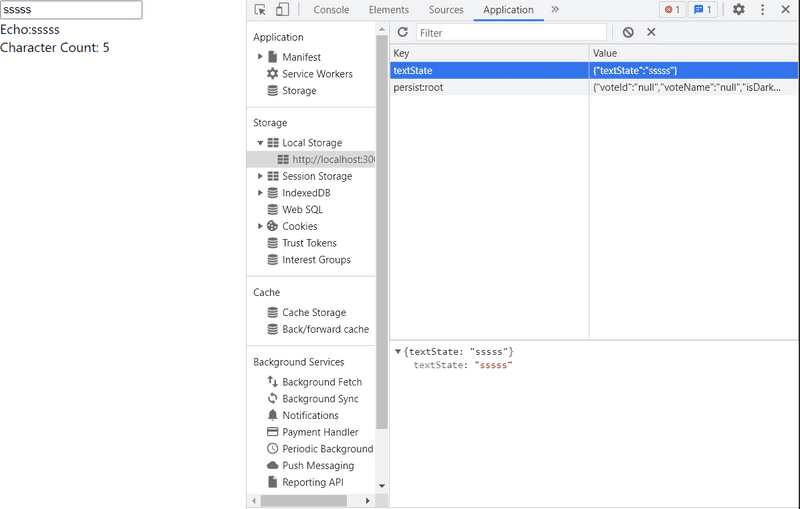 sssss
Echo:sssss
Character Count: 5
Console Elements Sources Application » 1 1
Filter
Application
Manifest
Service Workers
Storage
Storage
Local Storage
http://localhost:30
Session Storage
IndexedDB
Web SQL
Cookies
Trust Tokens
Interest Groups
Cache
Cache Storage
Back/forward cache
Background Services
Background Fetch
Background Sync
Notifications
Payment Handler
Periodic Background
Push Messaging
Reporting API
Key Value
textState {"textState":"sssss"}
persist:root {"voteId":"null","voteName":"null","isDark...
{textState: "sssss"}
textState: "sssss"